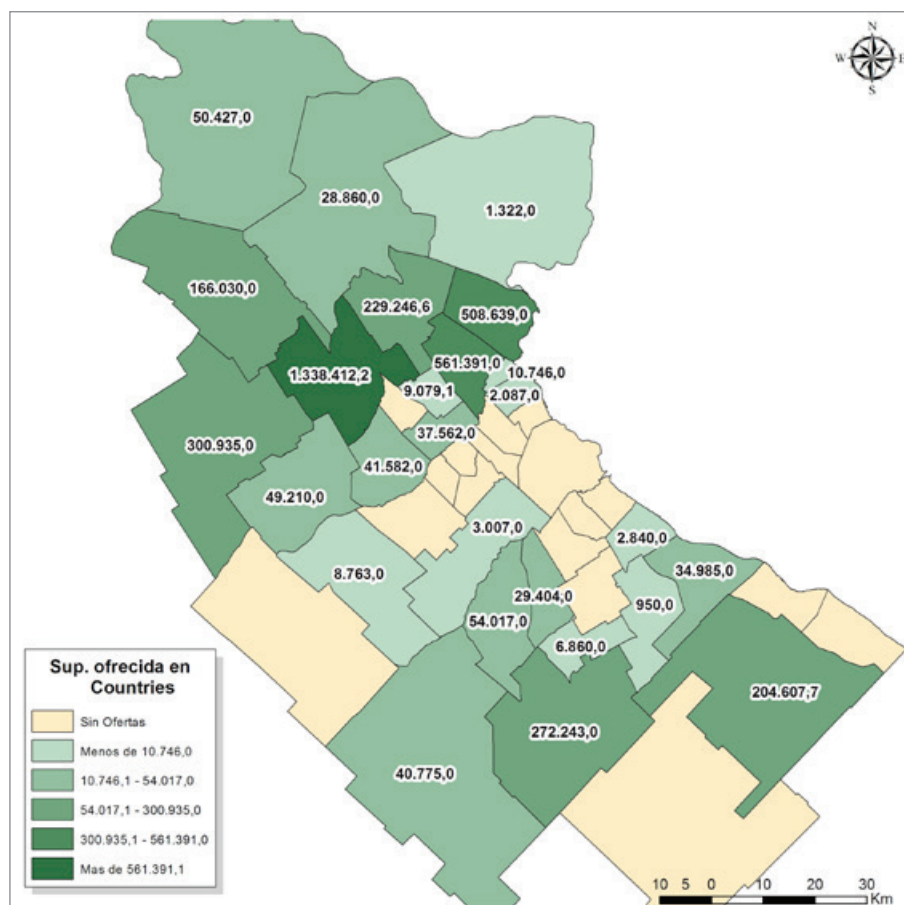 N
W
E
S
50.427,0
28.860,0
1.322,0
166.030,0
229.246,6
508.639,0
561.391,0
10.746,0
1.338.412,2
9.079,1
2.087,0
37.562,0
300.935,0
41.582,0
49.210,0
3.007,0
2.840,0
8.763,0
34.985,0
29.404,0
950,0
54.017,0
6.860,0
204.607,7
272.243,0
40.775,0
Sup. ofrecida en
Countries
Sin Ofertas
Menos de 10.746,0
10.746,1 - 54.017,0
54.017,1 - 300.935,0
300.935,1 - 561.391,0
Mas de 561.391,1
10 5 0 10 20 30
Km